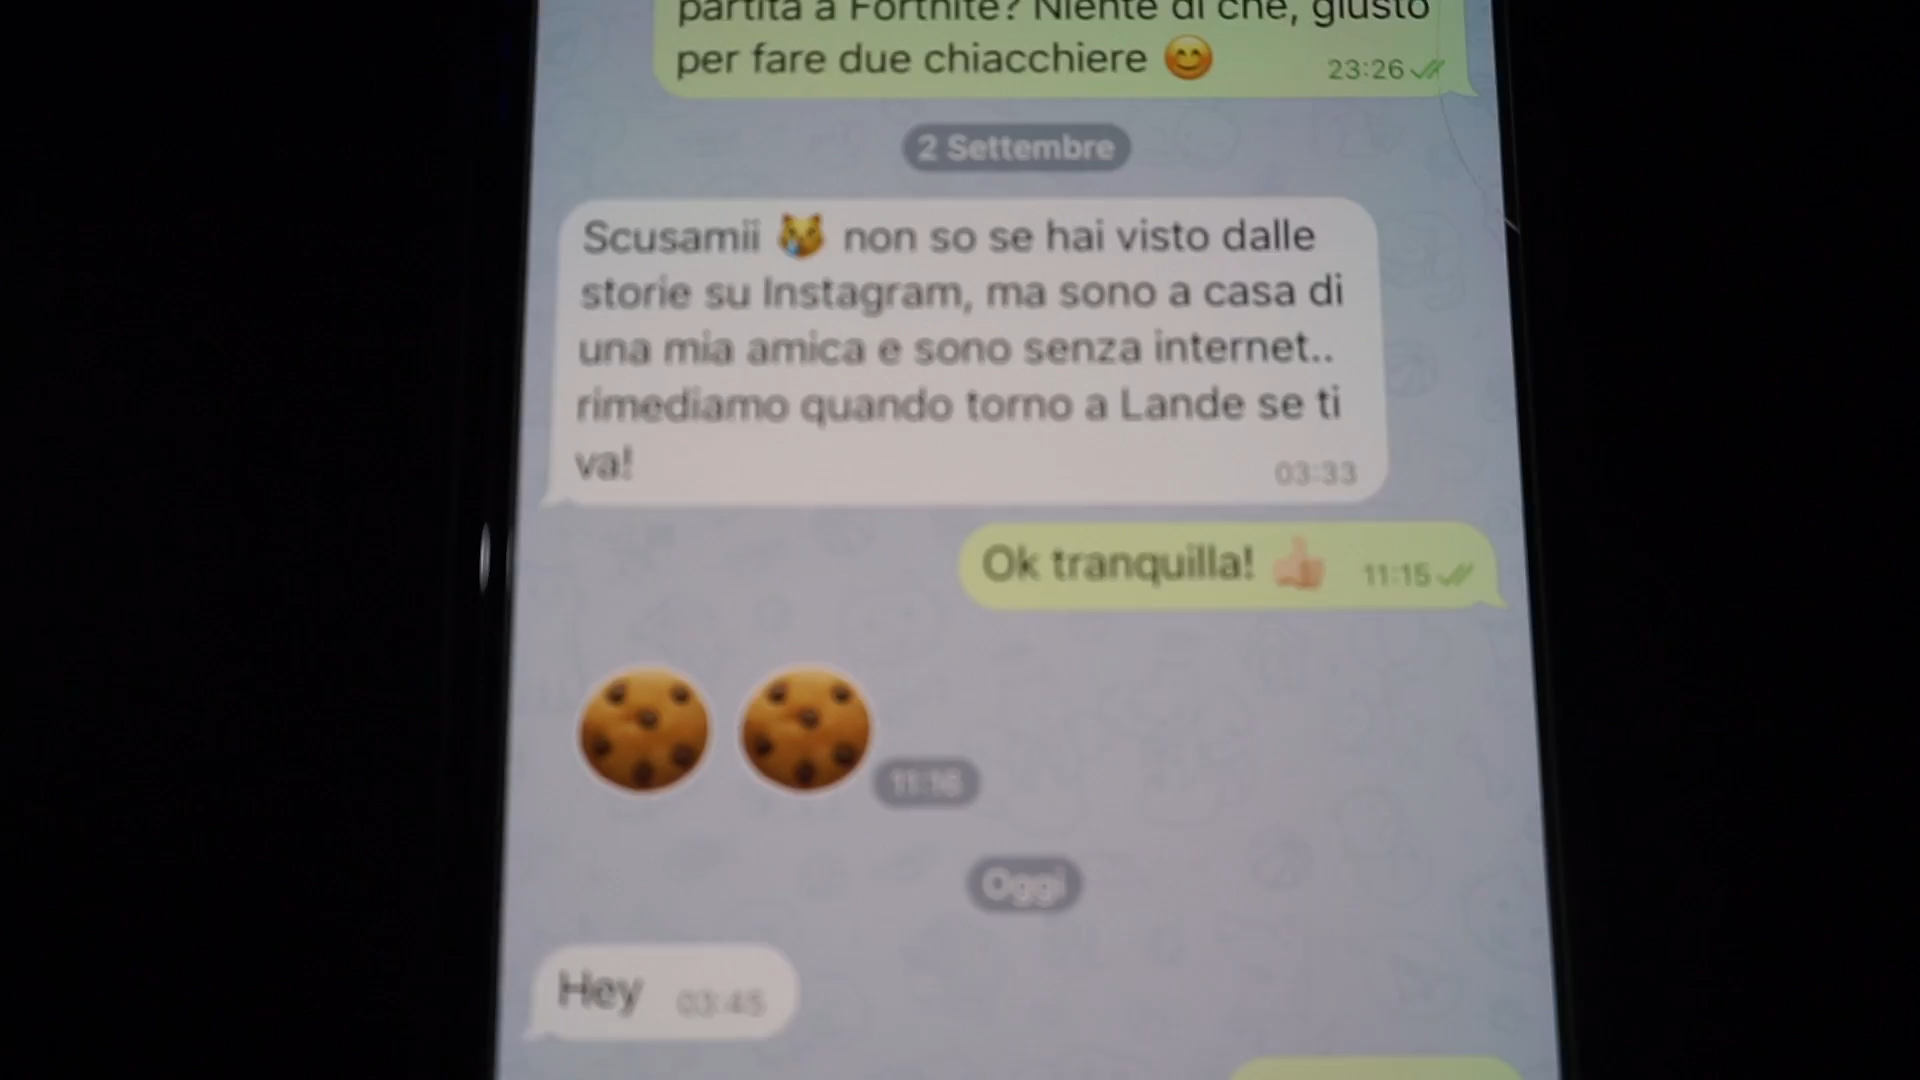 partita a Fortnite? Niente di che, giusto
per fare due chiacchiere 😊 23:26
2 Settembre
Scusamii 😿 non so se hai visto dalle
storie su Instagram, ma sono a casa di
una mia amica e sono senza internet..
rimediamo quando torno a Lande se ti
va! 03:33
Ok tranquilla! 👍🏻 11:15
🍪🍪 11:16
Oggi
Hey 03:45